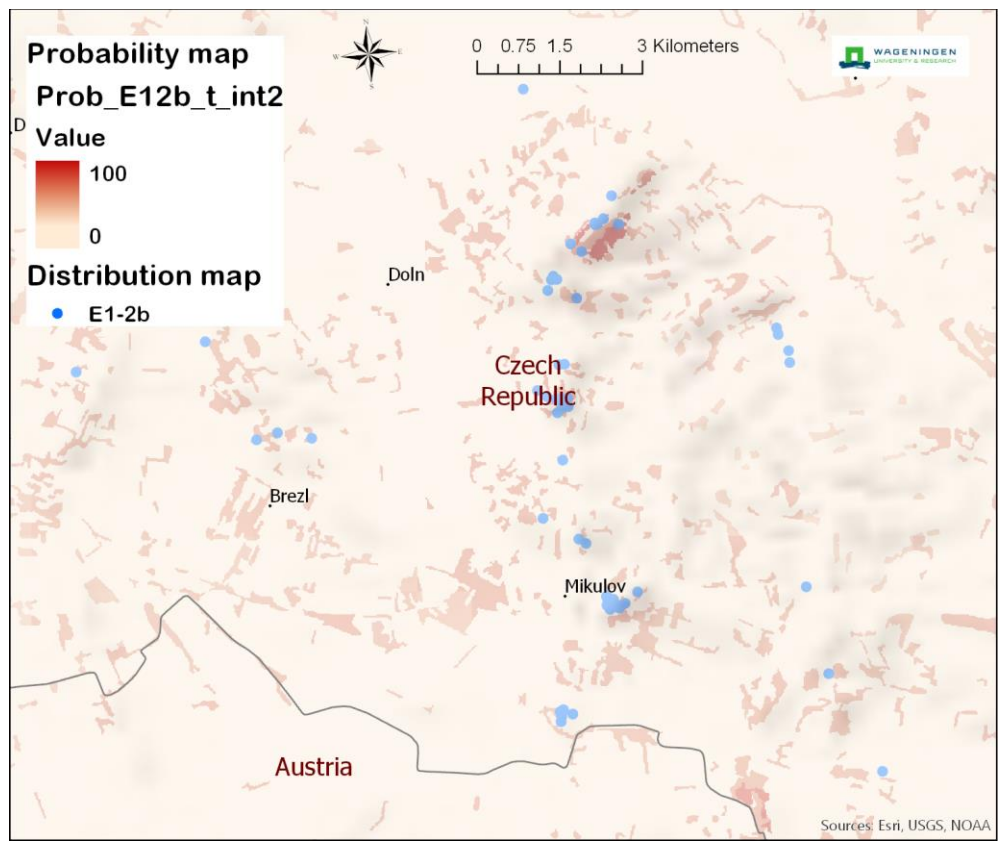 Probability map
Prob_E12b_t_int2
Value
100
0
Distribution map
E1-2b
N
W
E
S
0 0.75 1.5 3 Kilometers
WAGENINGEN
UNIVERSITY & RESEARCH
D
Doln
Czech
Republic
Brezl
Mikulov
Austria
Sources: Esri, USGS, NOAA